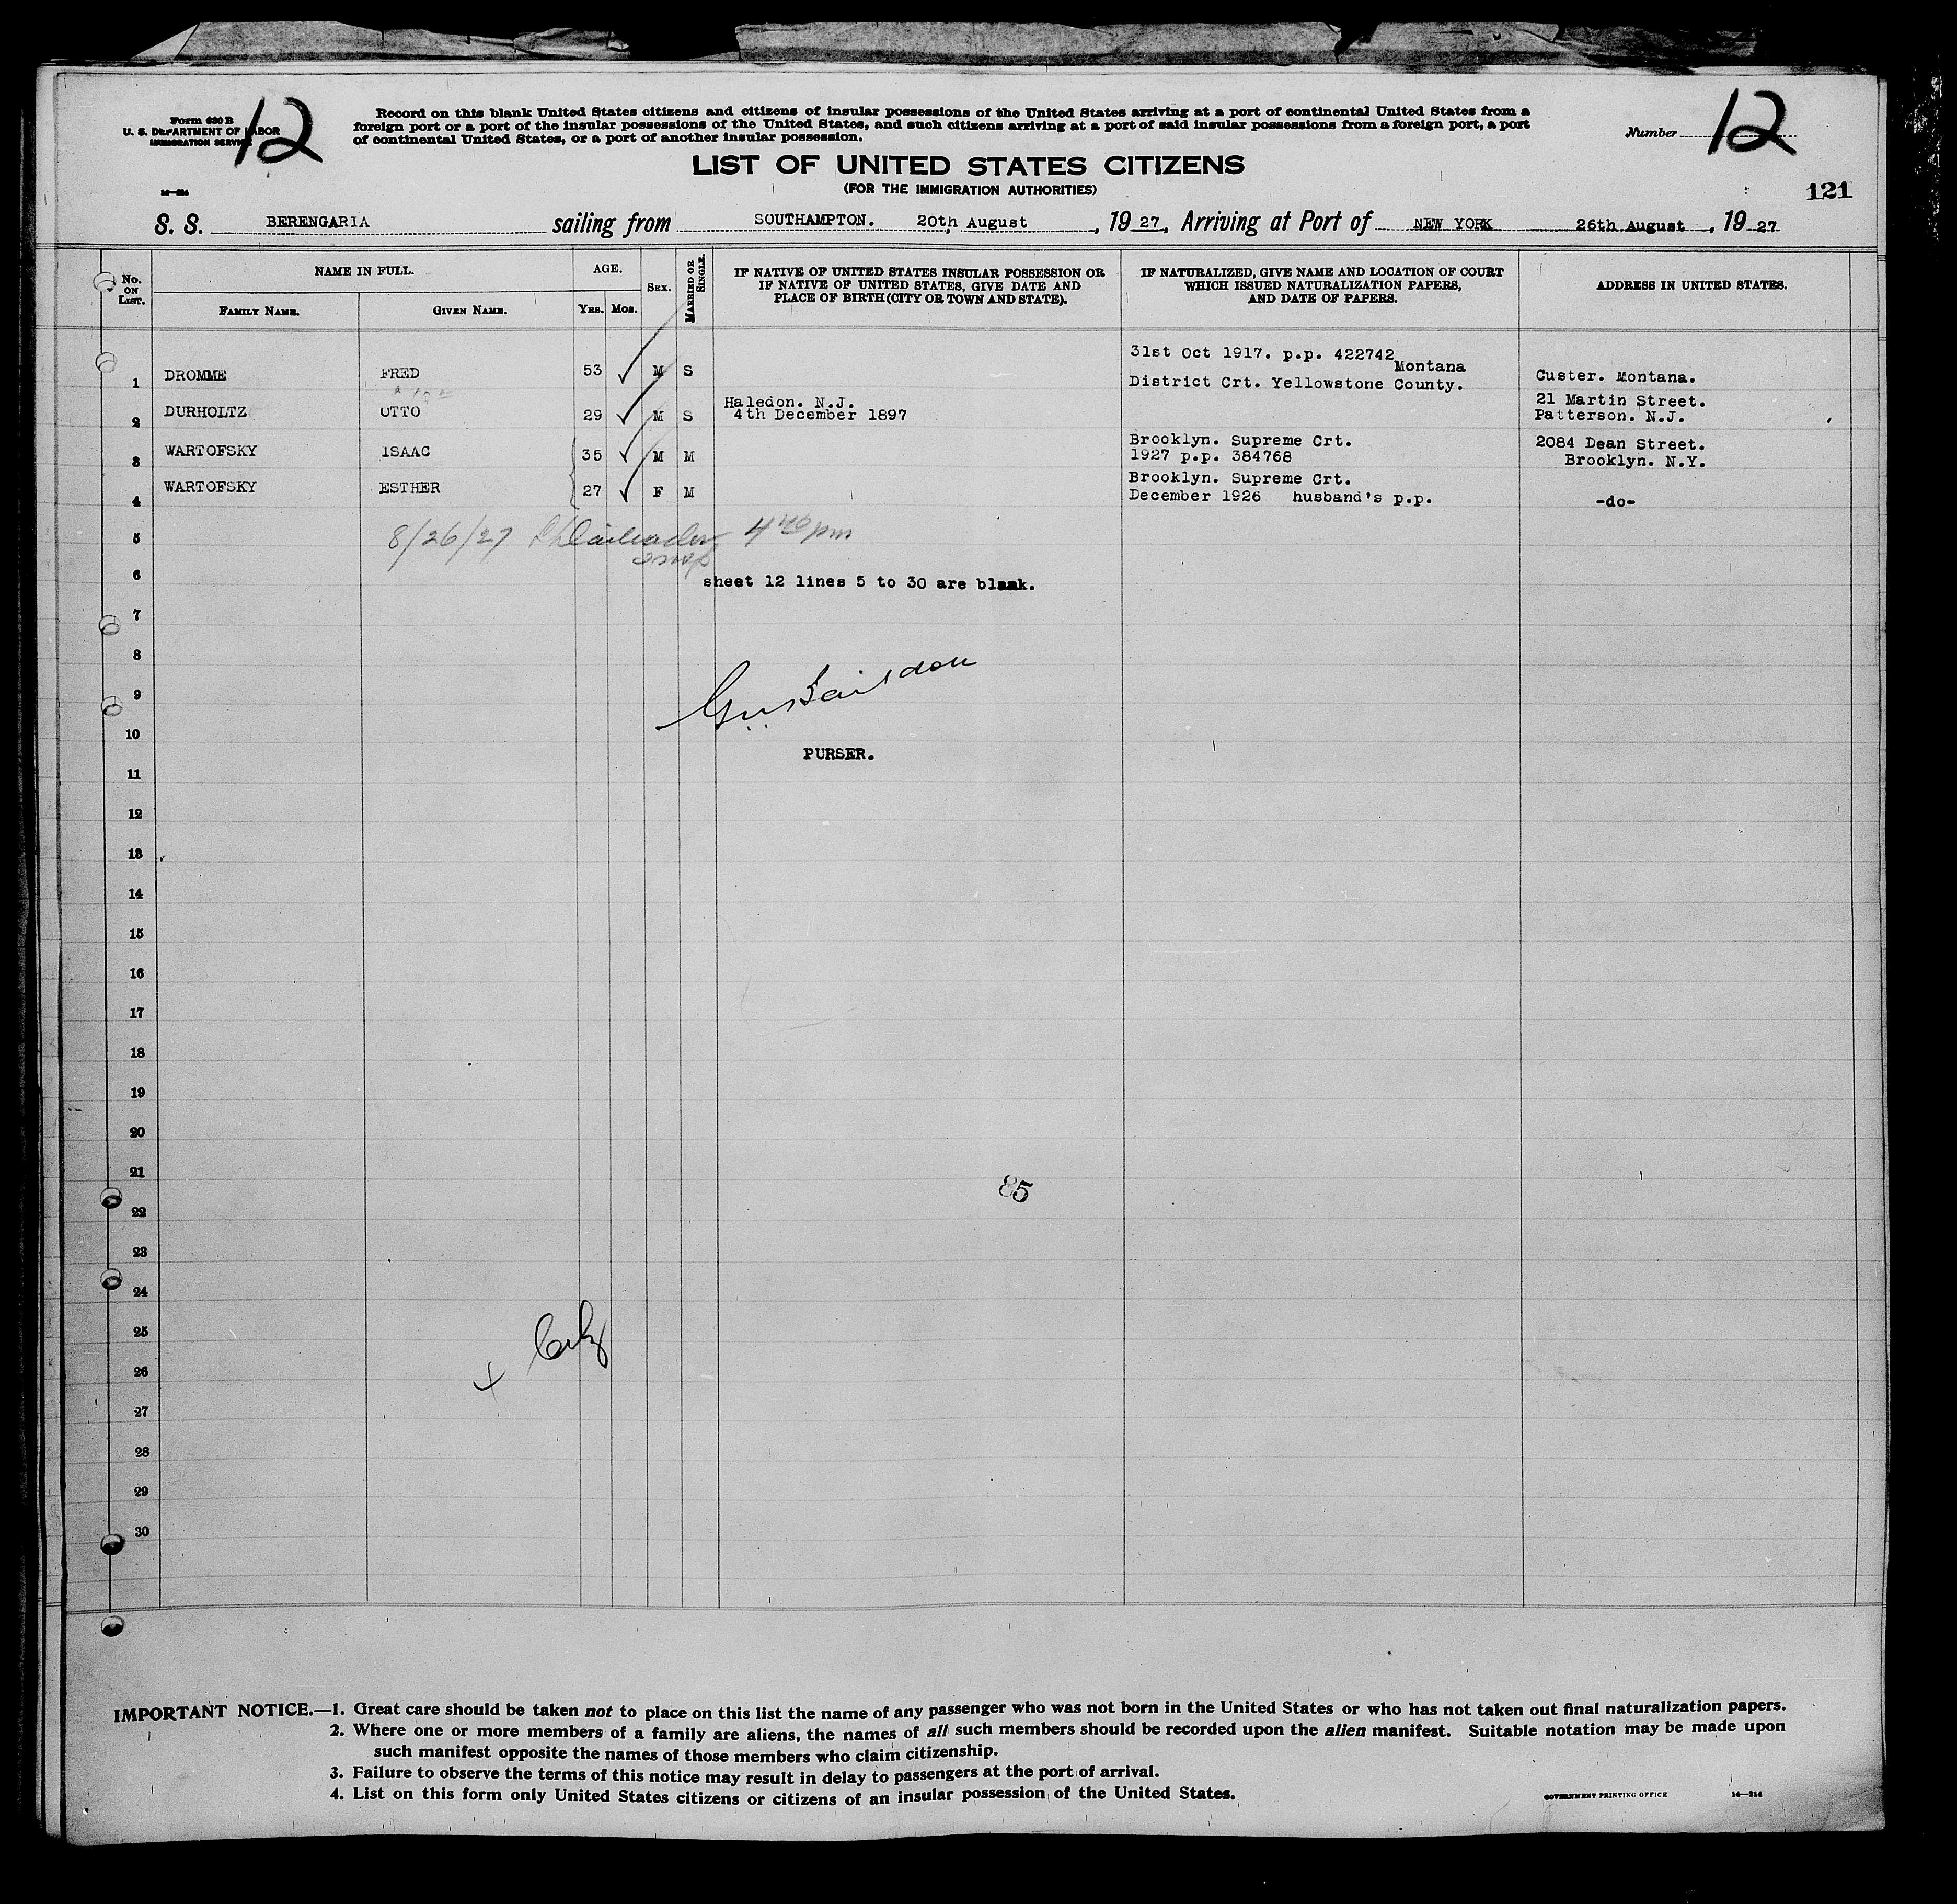 Form 630 B
U. S. DEPARTMENT OF LABOR
IMMIGRATION SERVICE
12
14—214
Record on this blank United States citizens and citizens of insular possessions of the United States arriving at a port of continental United States from a
foreign port or a port of the insular possessions of the United States, and such citizens arriving at a port of said insular possessions from a foreign port, a port
of continental United States, or a port of another insular possession.
Number 12
LIST OF UNITED STATES CITIZENS
(FOR THE IMMIGRATION AUTHORITIES)
121
S. S. BERENGARIA sailing from SOUTHAMPTON. 20th August, 19 27, Arriving at Port of NEW YORK 26th August, 19 27
No. ON LIST.
NAME IN FULL.
FAMILY NAME. GIVEN NAME.
AGE.
YRS. MOS.
SEX.
MARRIED OR SINGLE.
IF NATIVE OF UNITED STATES INSULAR POSSESSION OR
IF NATIVE OF UNITED STATES, GIVE DATE AND
PLACE OF BIRTH (CITY OR TOWN AND STATE).
IF NATURALIZED, GIVE NAME AND LOCATION OF COURT
WHICH ISSUED NATURALIZATION PAPERS,
AND DATE OF PAPERS.
ADDRESS IN UNITED STATES.
1 DROMME FRED 53 M S 31st Oct 1917. p.p. 422742 Montana
District Crt. Yellowstone County. Custer. Montana.
2 DURHOLTZ OTTO 29 M S Haledon. N.J.
4th December 1897 21 Martin Street.
Patterson. N.J.
3 WARTOFSKY ISAAC 35 M M Brooklyn. Supreme Crt.
1927 p.p. 384768 2084 Dean Street.
Brooklyn. N.Y.
4 WARTOFSKY ESTHER 27 F M Brooklyn. Supreme Crt.
December 1926 husband's p.p. -do-
5 8/26/27 4 40 pm
6 sheet 12 lines 5 to 30 are blank.
7
8
9
10
PURSER.
11
12
13
14
15
16
17
18
19
20
21
85
22
23
24
25
26
27
28
29
30
IMPORTANT NOTICE.—1. Great care should be taken not to place on this list the name of any passenger who was not born in the United States or who has not taken out final naturalization papers.
2. Where one or more members of a family are aliens, the names of all such members should be recorded upon the alien manifest. Suitable notation may be made upon
such manifest opposite the names of those members who claim citizenship.
3. Failure to observe the terms of this notice may result in delay to passengers at the port of arrival.
4. List on this form only United States citizens or citizens of an insular possession of the United States.
GOVERNMENT PRINTING OFFICE 14—214